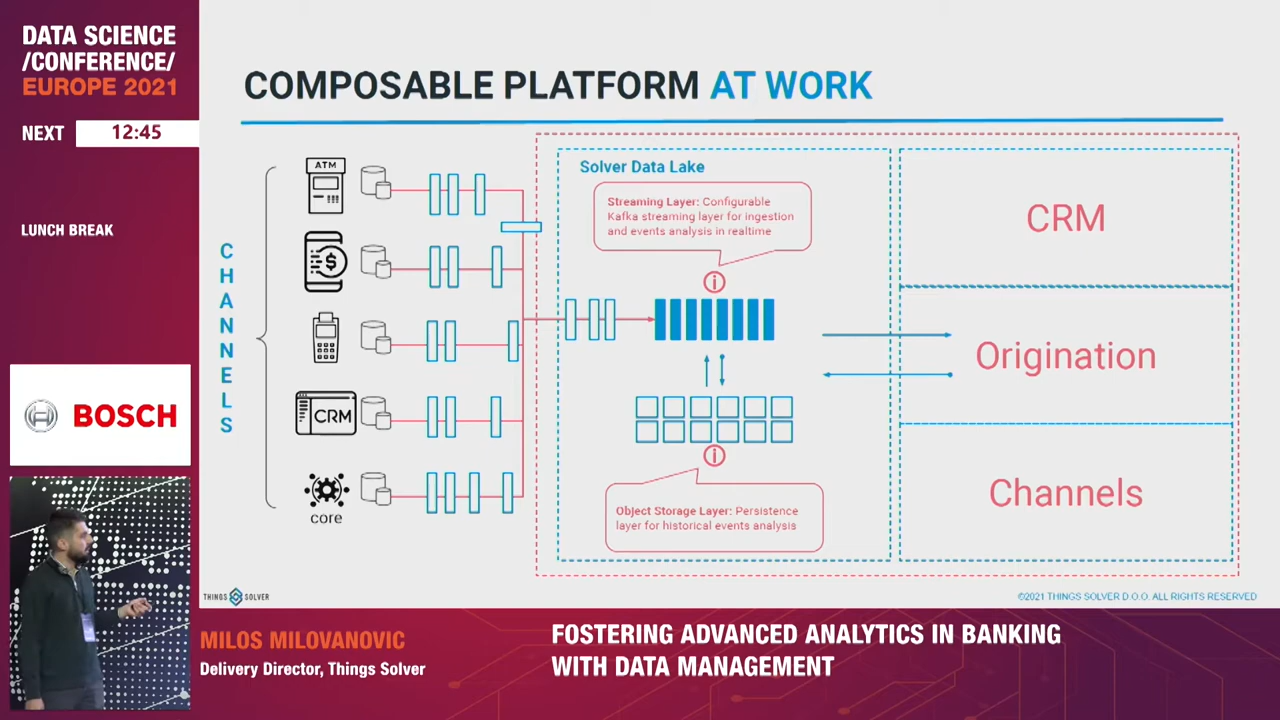 DATA SCIENCE
/CONFERENCE/
EUROPE 2021
NEXT 12:45
LUNCH BREAK
BOSCH
COMPOSABLE PLATFORM AT WORK
CHANNELS
ATM
$
CRM
core
Solver Data Lake
Streaming Layer: Configurable
Kafka streaming layer for ingestion
and events analysis in realtime
i
i
Object Storage Layer: Persistence
layer for historical events analysis
CRM
Origination
Channels
THINGS SOLVER
©2021 THINGS SOLVER D.O.O. ALL RIGHTS RESERVED
MILOS MILOVANOVIC
Delivery Director, Things Solver
FOSTERING ADVANCED ANALYTICS IN BANKING
WITH DATA MANAGEMENT